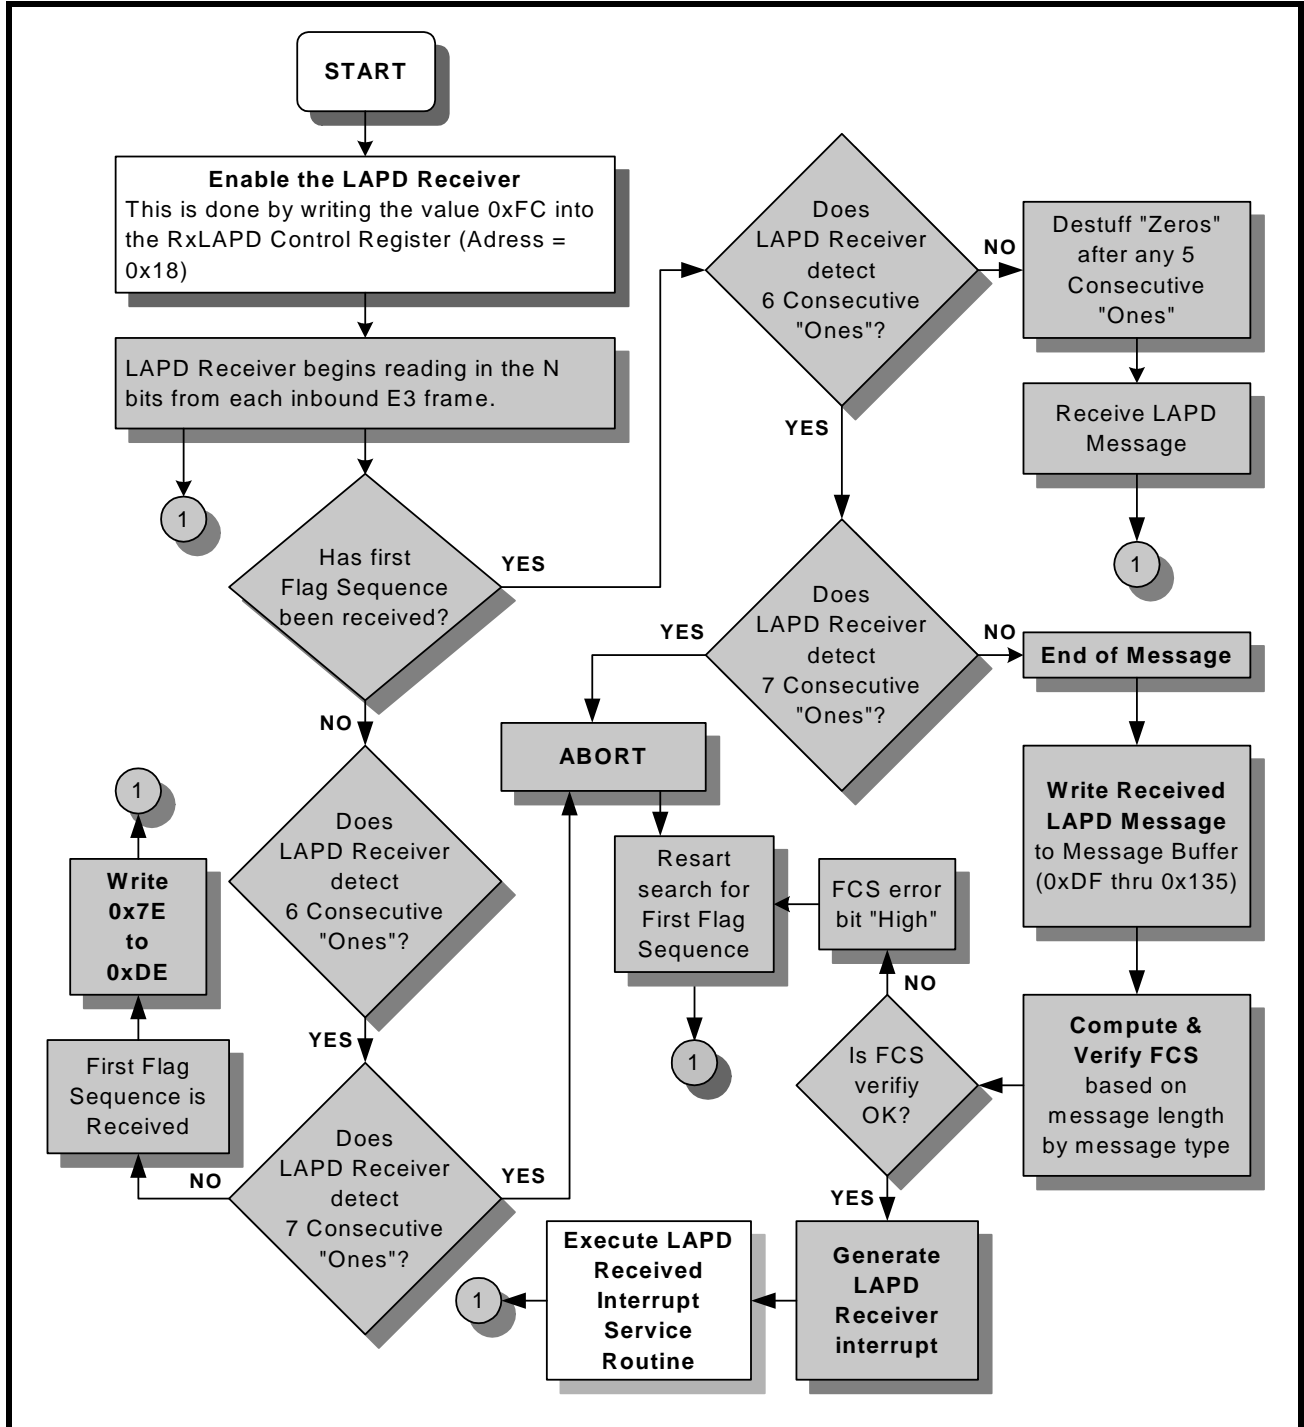 START
Enable the LAPD Receiver
This is done by writing the value 0xFC into
the RxLAPD Control Register (Adress =
0x18)
LAPD Receiver begins reading in the N
bits from each inbound E3 frame.
1
Has first
Flag Sequence
been received?
YES
NO
Does
LAPD Receiver
detect
6 Consecutive
"Ones"?
YES
Does
LAPD Receiver
detect
7 Consecutive
"Ones"?
NO
YES
First Flag
Sequence is
Received
Write
0x7E
to
0xDE
1
Does
LAPD Receiver
detect
6 Consecutive
"Ones"?
NO
YES
Destuff "Zeros"
after any 5
Consecutive
"Ones"
Receive LAPD
Message
1
Does
LAPD Receiver
detect
7 Consecutive
"Ones"?
YES
NO
ABORT
Resart
search for
First Flag
Sequence
1
End of Message
Write Received
LAPD Message
to Message Buffer
(0xDF thru 0x135)
Compute &
Verify FCS
based on
message length
by message type
Is FCS
verifiy
OK?
NO
FCS error
bit "High"
YES
Generate
LAPD
Receiver
interrupt
Execute LAPD
Received
Interrupt
Service
Routine
1